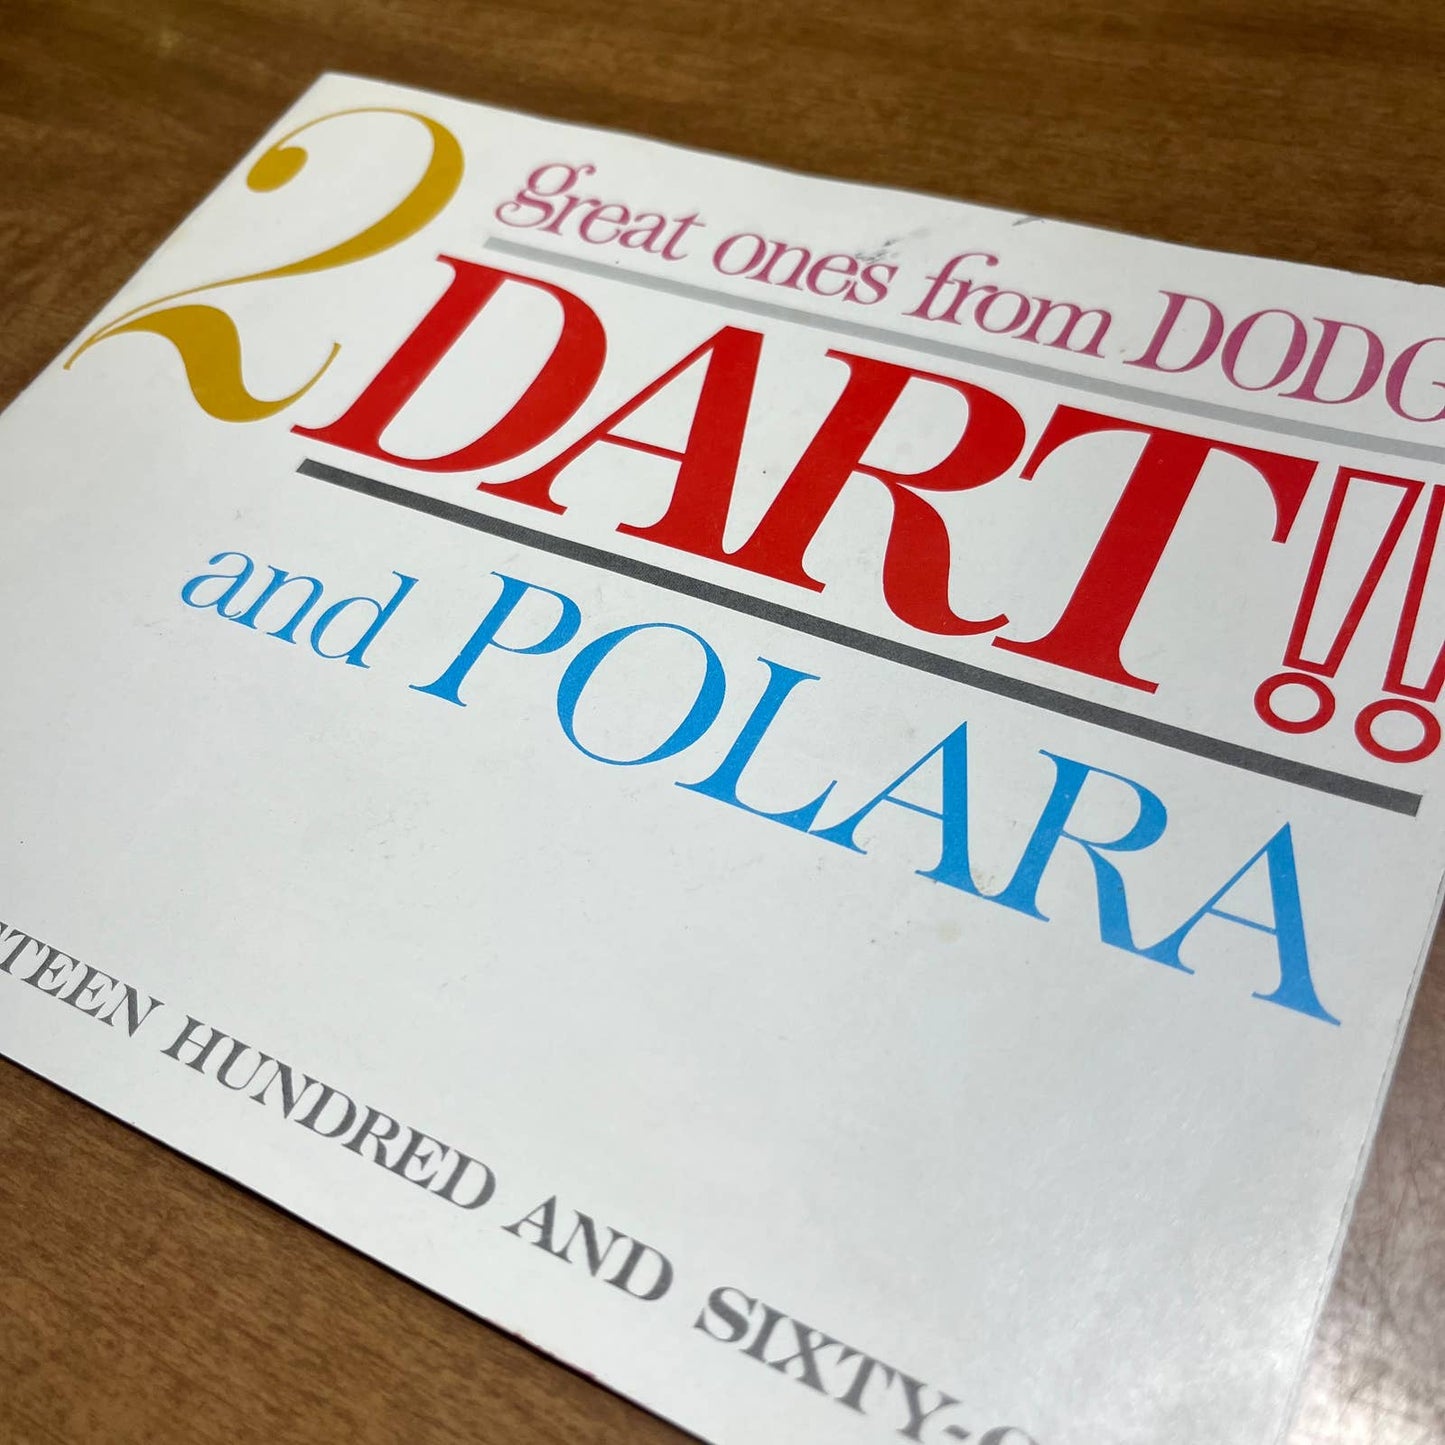 2 great ones from DODG
DART!!
and POLARA
TEEN HUNDRED AND SIXTY-